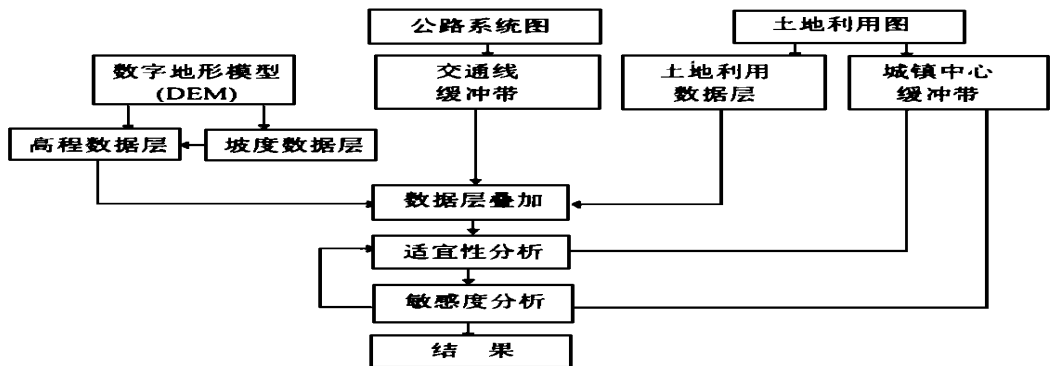 公路系统图
土地利用图
数字地形模型
(DEM)
交通线
缓冲带
土地利用
数据层
城镇中心
缓冲带
高程数据层
坡度数据层
数据层叠加
适宜性分析
敏感度分析
结 果